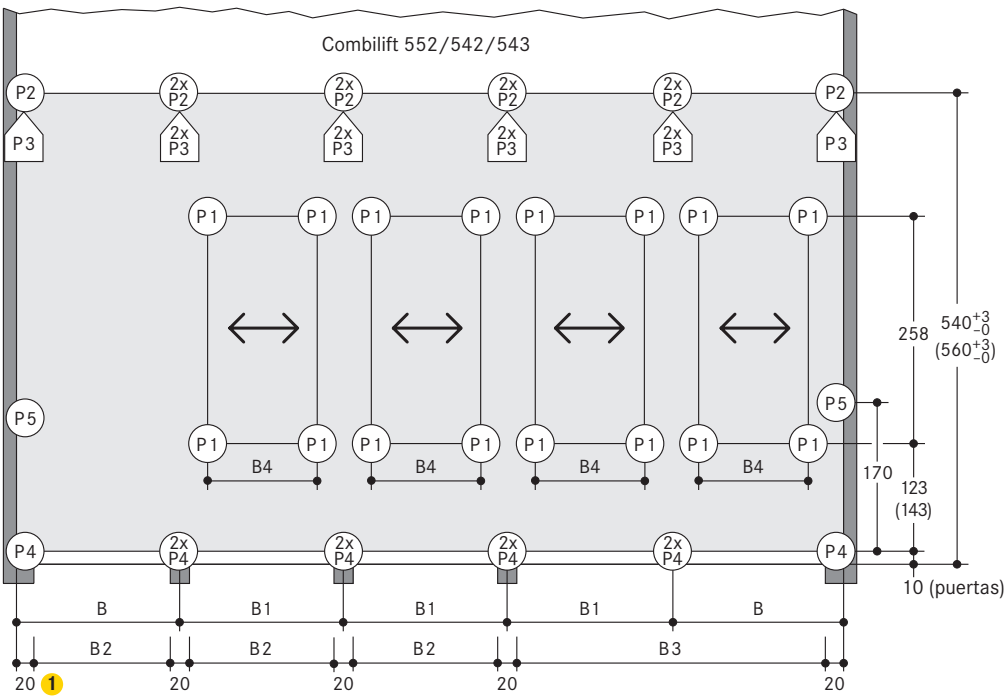 Combilift 552/542/543
P2 2x P2 2x P2 2x P2 2x P2 P2
P3 2x P3 2x P3 2x P3 2x P3 P3
P1 P1 P1 P1 P1 P1 P1 P1
258
540 +3 -0
(560 +3 -0)
P5 P5
P1 P1 P1 P1 P1 P1 P1 P1
B4 B4 B4 B4
170
123
(143)
P4 2x P4 2x P4 2x P4 2x P4 P4
10 (puertas)
B B1 B1 B1 B
B2 B2 B2 B3
20 1 20 20 20 20